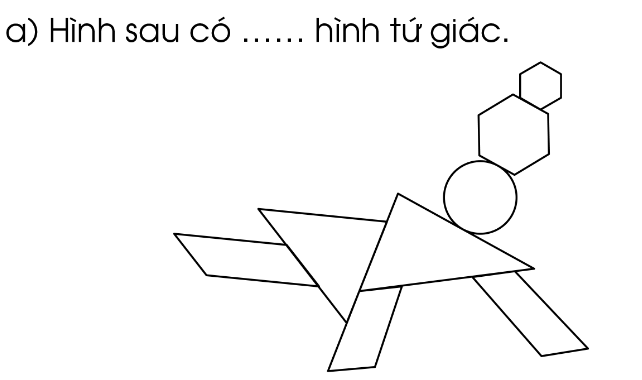 a) Hình sau có ...... hình tứ giác.